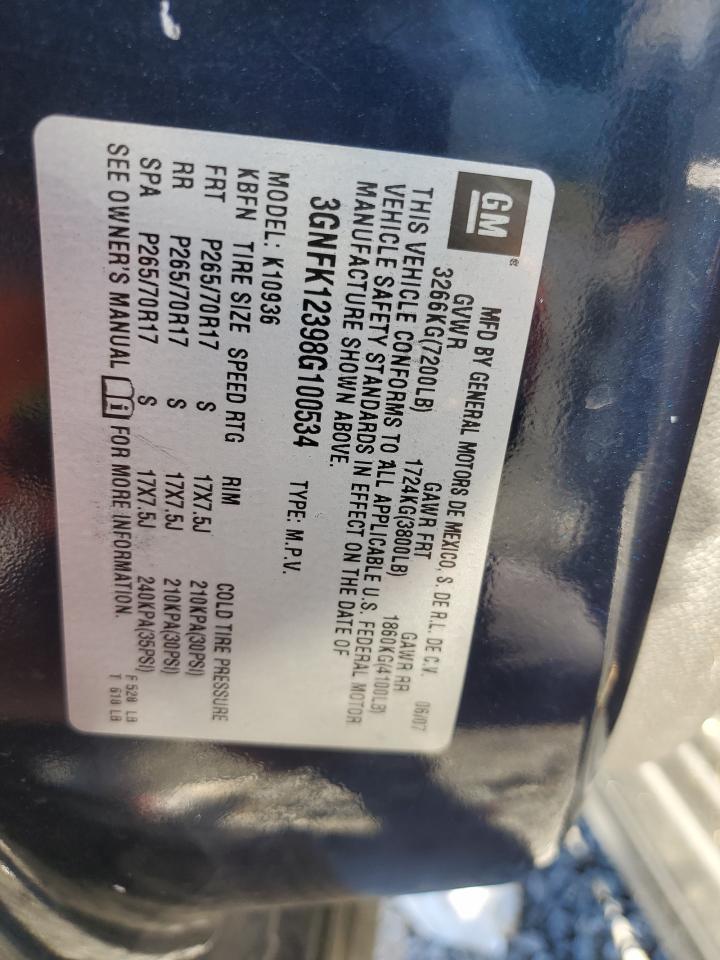 GM
MFD BY GENERAL MOTORS DE MEXICO, S. DE R.L. DE C.V. 06/07
GVWR GAWR FRT GAWR RR
3266KG(7200LB) 1724KG(3800LB) 1860KG(4100LB)
THIS VEHICLE CONFORMS TO ALL APPLICABLE U.S. FEDERAL MOTOR
VEHICLE SAFETY STANDARDS IN EFFECT ON THE DATE OF
MANUFACTURE SHOWN ABOVE.
3GNFK12398G100534 TYPE: M.P.V.
MODEL: K10936
KBFN TIRE SIZE SPEED RTG RIM COLD TIRE PRESSURE
FRT P265/70R17 S 17X7.5J 210KPA(30PSI)
RR P265/70R17 S 17X7.5J 210KPA(30PSI)
SPA P265/70R17 S 17X7.5J 240KPA(35PSI)
SEE OWNER'S MANUAL FOR MORE INFORMATION.
F 528 LB
T 618 LB